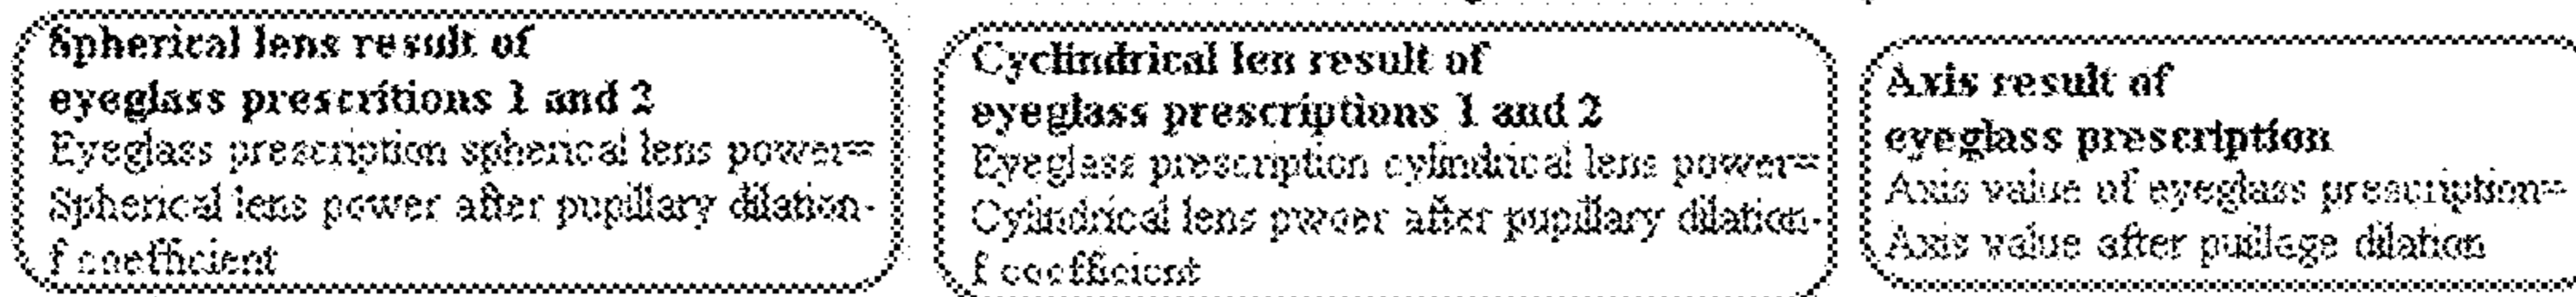 Spherical lens result of
eyeglass prescritions 1 and 2
Eyeglass prescription spherical lens power=
Spherical lens power after pupillary dilation-
f coefficient
Cyclindrical len result of
eyeglass prescriptions 1 and 2
Eyeglass prescription cylindrical lens power=
Cylindrical lens pwoer after pupillary dilation-
f coefficient
Axis result of
eyeglass prescription
Axis value of eyeglass prescription=
Axis value after puillage dilation